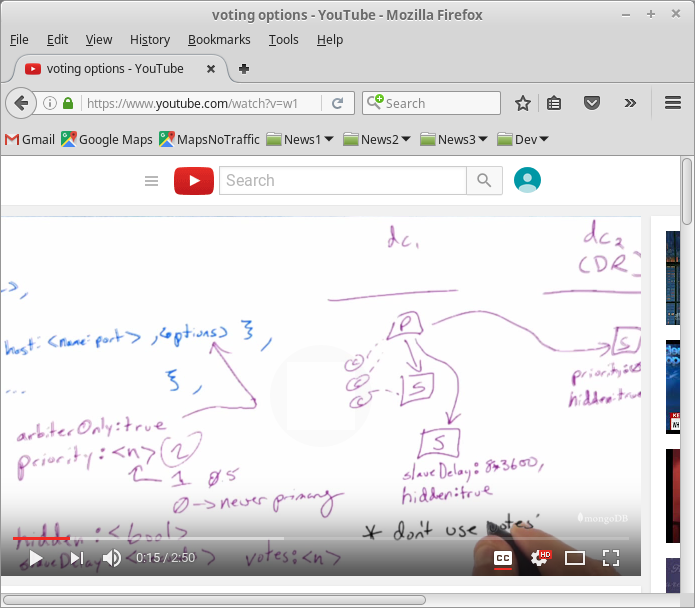 voting options - YouTube - Mozilla Firefox
File Edit View History Bookmarks Tools Help
voting options - YouTube
https://www.youtube.com/watch?v=w1
Search
Gmail Google Maps MapsNoTraffic News1 News2 News3 Dev
Search
dc1
dc2
(DR)
host: <name:port> , <options> } ,
P
S
c
c
c
S
priority:
hidden:true
} ,
...
arbiterOnly:true
priority:<n> 2
1 0.5
0 -> never primary
S
slaveDelay: 8*3600,
hidden:true
* don't use votes
hidden:<bool>
slaveDelay:
votes:<n>
mongoDB
0:15 / 2:50
CC
HD